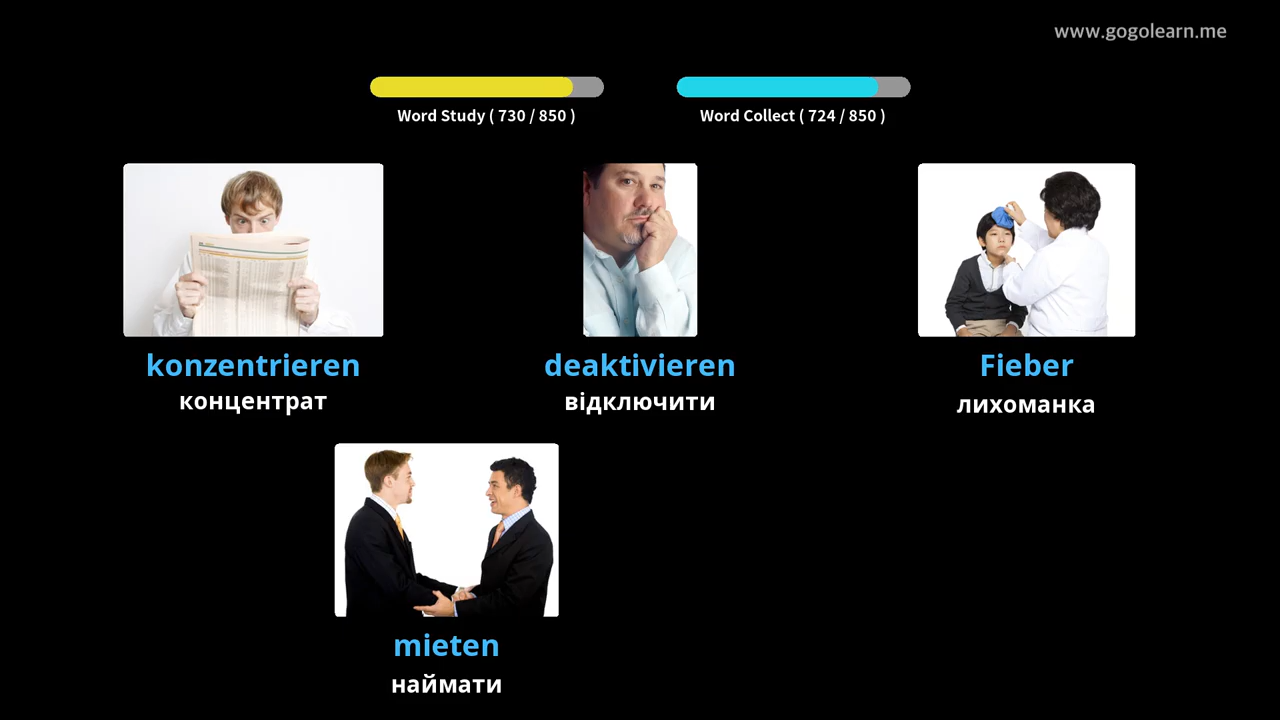 www.gogolearn.me
Word Study ( 730 / 850 )
Word Collect ( 724 / 850 )
konzentrieren
концентрат
deaktivieren
відключити
Fieber
лихоманка
mieten
наймати